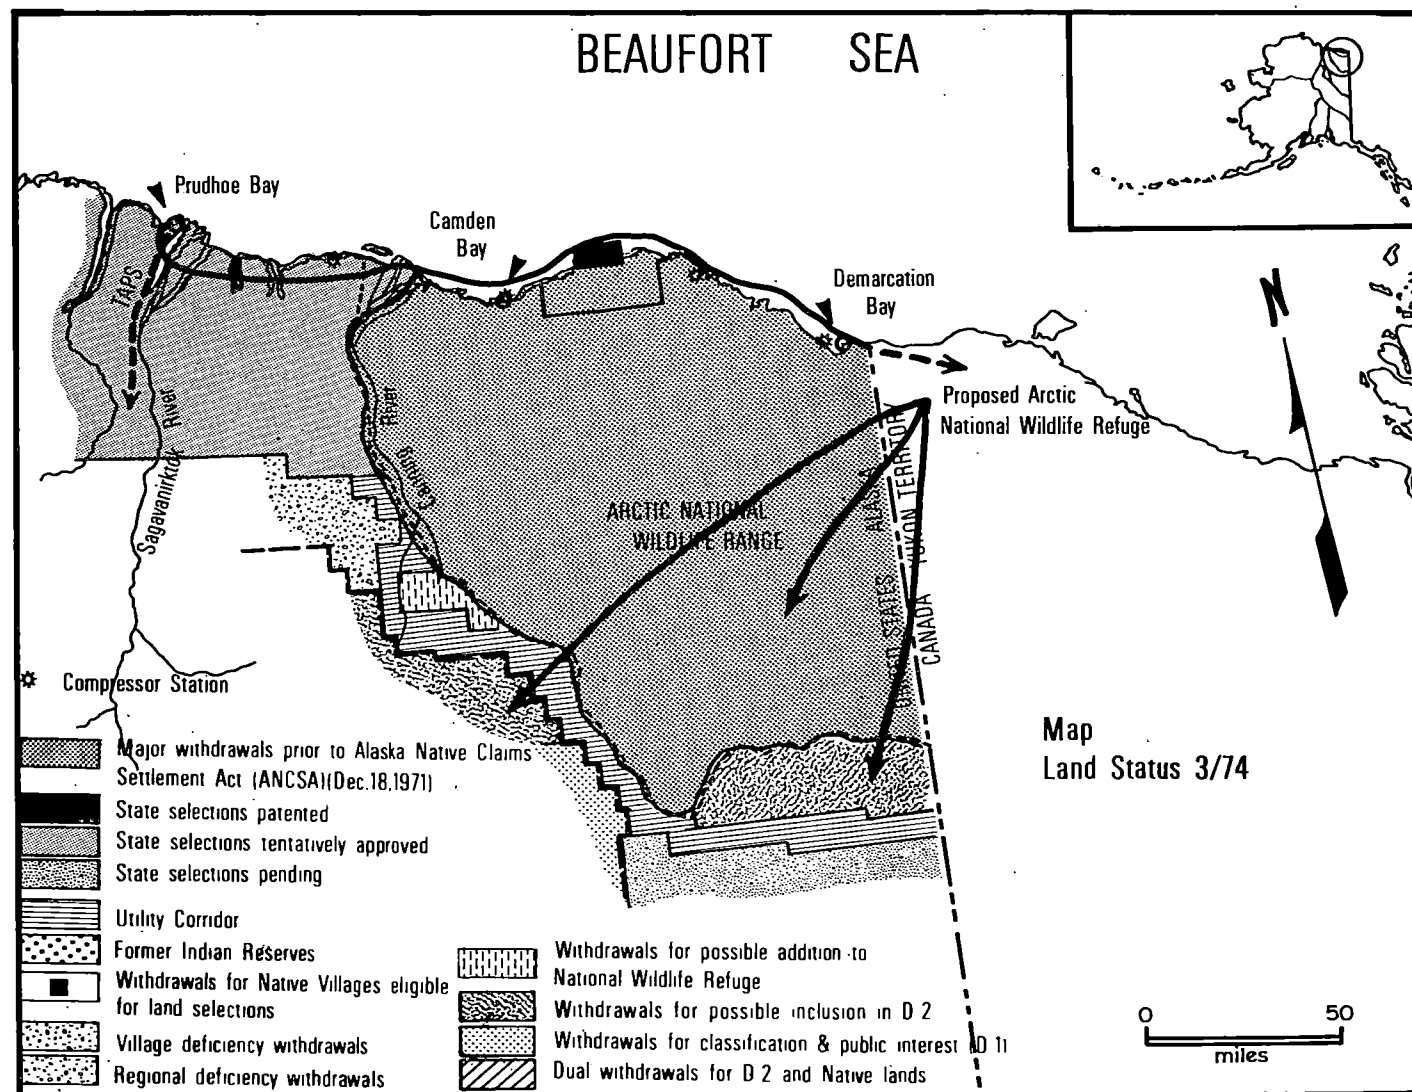 BEAUFORT SEA
Prudhoe Bay
Camden
Bay
Demarcation
Bay
TAPS
River
Sagavanirktok
River
Canning
N
Proposed Arctic
National Wildlife Refuge
ARCTIC NATIONAL
WILDLIFE RANGE
UNITED STATES ALASKA
CANADA YUKON TERRITORY
Compressor Station
Map
Land Status 3/74
Major withdrawals prior to Alaska Native Claims
Settlement Act (ANCSA)(Dec.18,1971)
State selections patented
State selections tentatively approved
State selections pending
Utility Corridor
Former Indian Reserves
Withdrawals for Native Villages eligible
for land selections
Village deficiency withdrawals
Regional deficiency withdrawals
Withdrawals for possible addition to
National Wildlife Refuge
Withdrawals for possible inclusion in D 2
Withdrawals for classification & public interest (D 1)
Dual withdrawals for D 2 and Native lands
0 50
miles